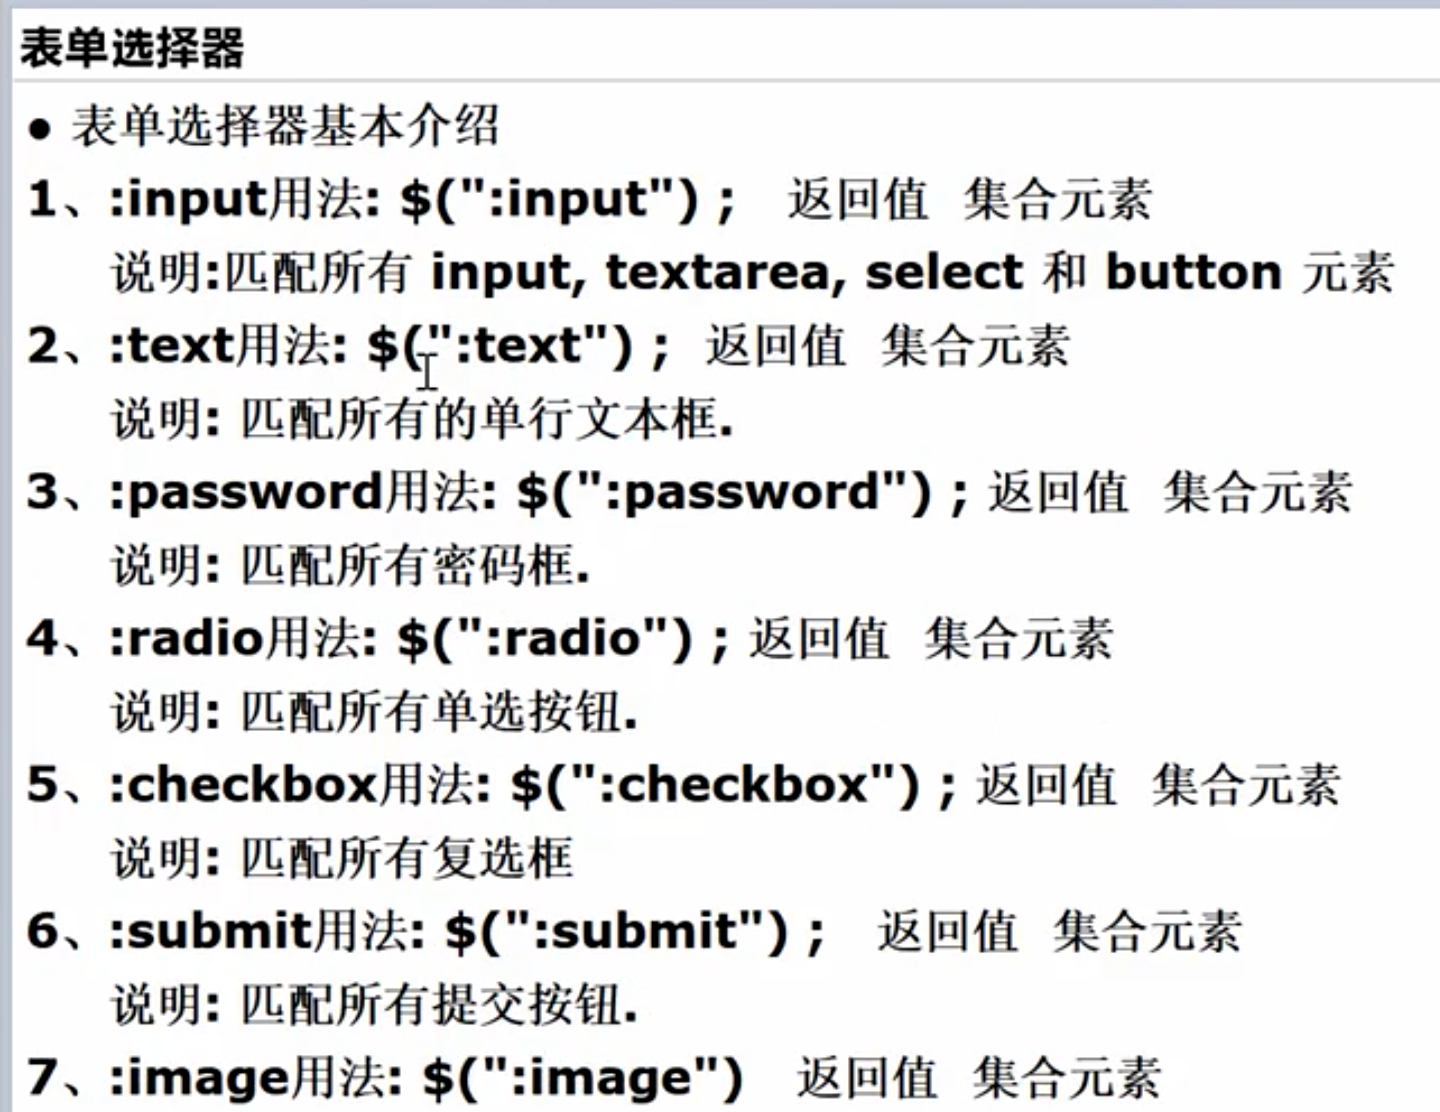 表单选择器
● 表单选择器基本介绍
1、:input用法: $(":input") ;   返回值  集合元素
说明:匹配所有 input, textarea, select 和 button 元素
2、:text用法: $(":text") ;  返回值  集合元素
说明: 匹配所有的单行文本框.
3、:password用法: $(":password") ; 返回值  集合元素
说明: 匹配所有密码框.
4、:radio用法: $(":radio") ; 返回值  集合元素
说明: 匹配所有单选按钮.
5、:checkbox用法: $(":checkbox") ; 返回值  集合元素
说明: 匹配所有复选框
6、:submit用法: $(":submit") ;   返回值  集合元素
说明: 匹配所有提交按钮.
7、:image用法: $(":image")   返回值  集合元素